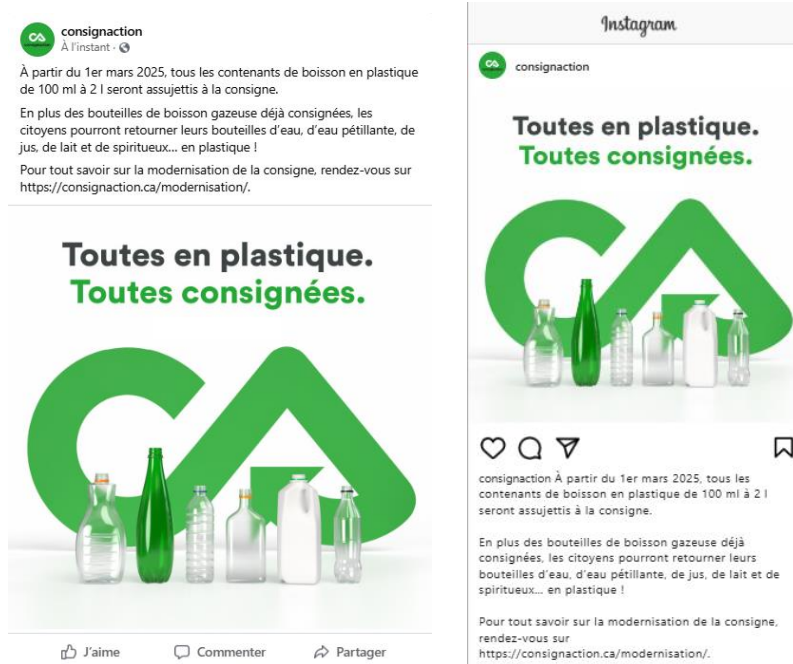 consignaction
À l'instant ·
À partir du 1er mars 2025, tous les contenants de boisson en plastique
de 100 ml à 2 l seront assujettis à la consigne.
En plus des bouteilles de boisson gazeuse déjà consignées, les
citoyens pourront retourner leurs bouteilles d'eau, d'eau pétillante, de
jus, de lait et de spiritueux... en plastique !
Pour tout savoir sur la modernisation de la consigne, rendez-vous sur
https://consignaction.ca/modernisation/.
Toutes en plastique.
Toutes consignées.
CA
J'aime
Commenter
Partager
Instagram
consignaction
Toutes en plastique.
Toutes consignées.
CA
consignaction À partir du 1er mars 2025, tous les
contenants de boisson en plastique de 100 ml à 2 l
seront assujettis à la consigne.
En plus des bouteilles de boisson gazeuse déjà
consignées, les citoyens pourront retourner leurs
bouteilles d'eau, d'eau pétillante, de jus, de lait et de
spiritueux... en plastique !
Pour tout savoir sur la modernisation de la consigne,
rendez-vous sur
https://consignaction.ca/modernisation/.